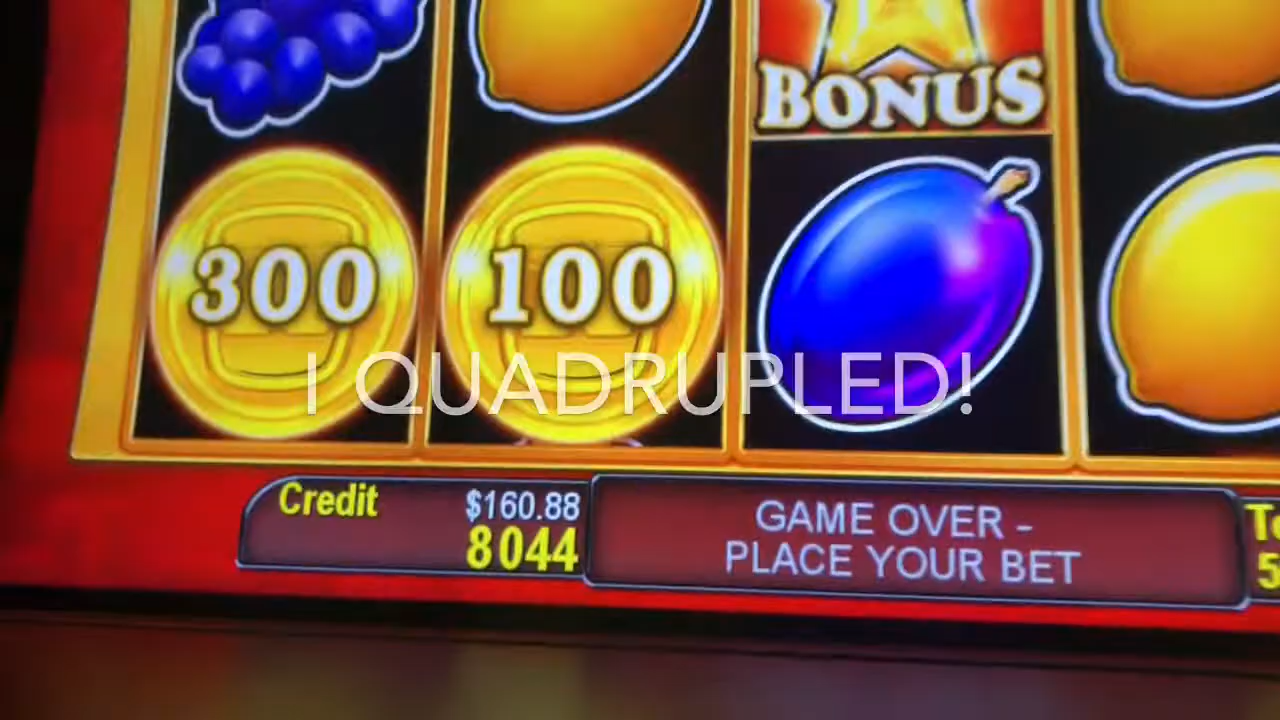 BONUS
300
100
I QUADRUPLED!
Credit
$160.88
8044
GAME OVER -
PLACE YOUR BET